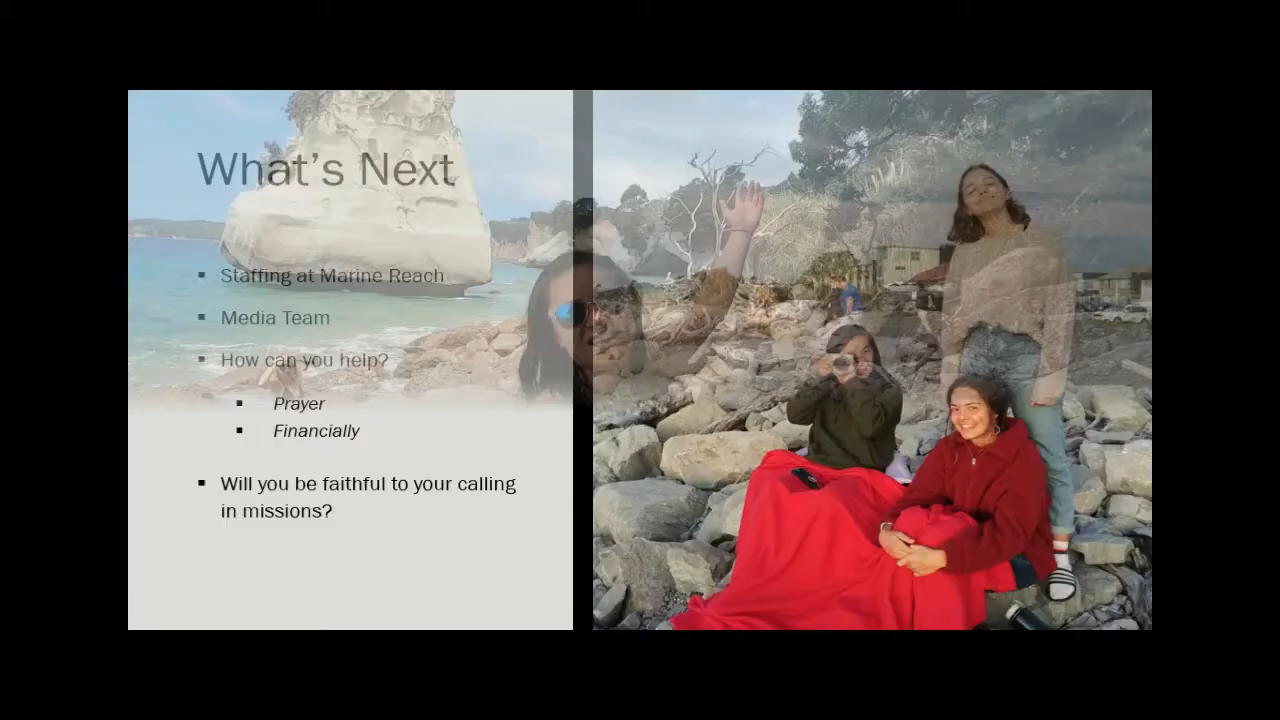 What's Next
Staffing at Marine Reach
Media Team
How can you help?
Prayer
Financially
Will you be faithful to your calling
in missions?